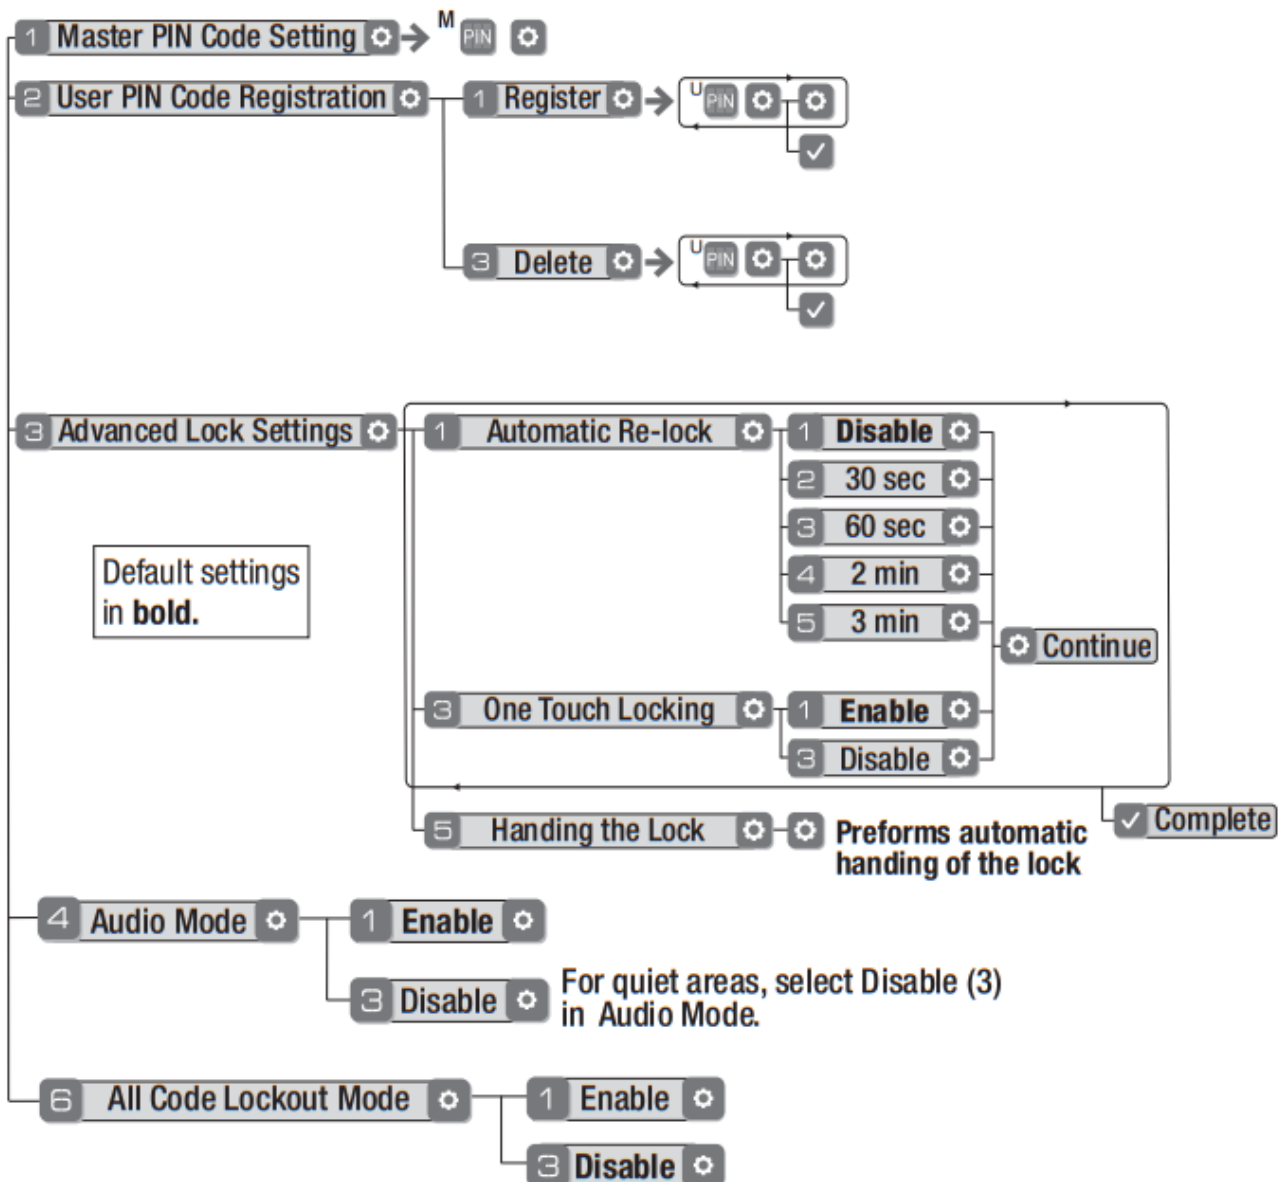 1 Master PIN Code Setting M PIN
2 User PIN Code Registration 1 Register U PIN
3 Delete U PIN
3 Advanced Lock Settings 1 Automatic Re-lock 1 Disable
2 30 sec
3 60 sec
4 2 min
5 3 min
Default settings
in bold.
Continue
3 One Touch Locking 1 Enable
3 Disable
5 Handing the Lock Preforms automatic
handing of the lock
Complete
4 Audio Mode 1 Enable
3 Disable
For quiet areas, select Disable (3)
in Audio Mode.
6 All Code Lockout Mode 1 Enable
3 Disable